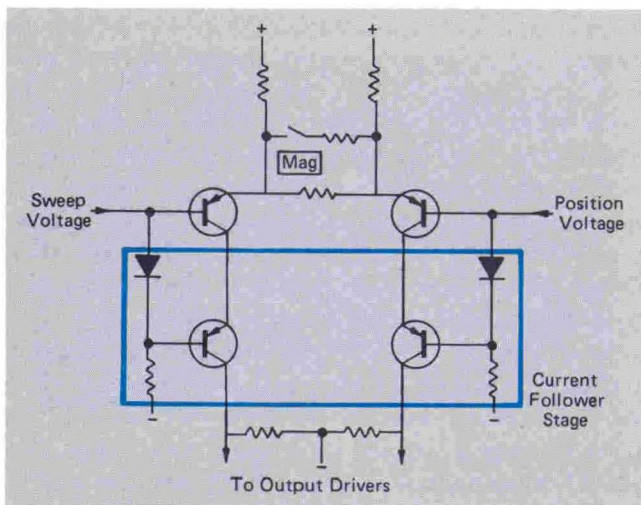 + +
Mag
Sweep
Voltage
Position
Voltage
Current
Follower
Stage
− −
−
To Output Drivers